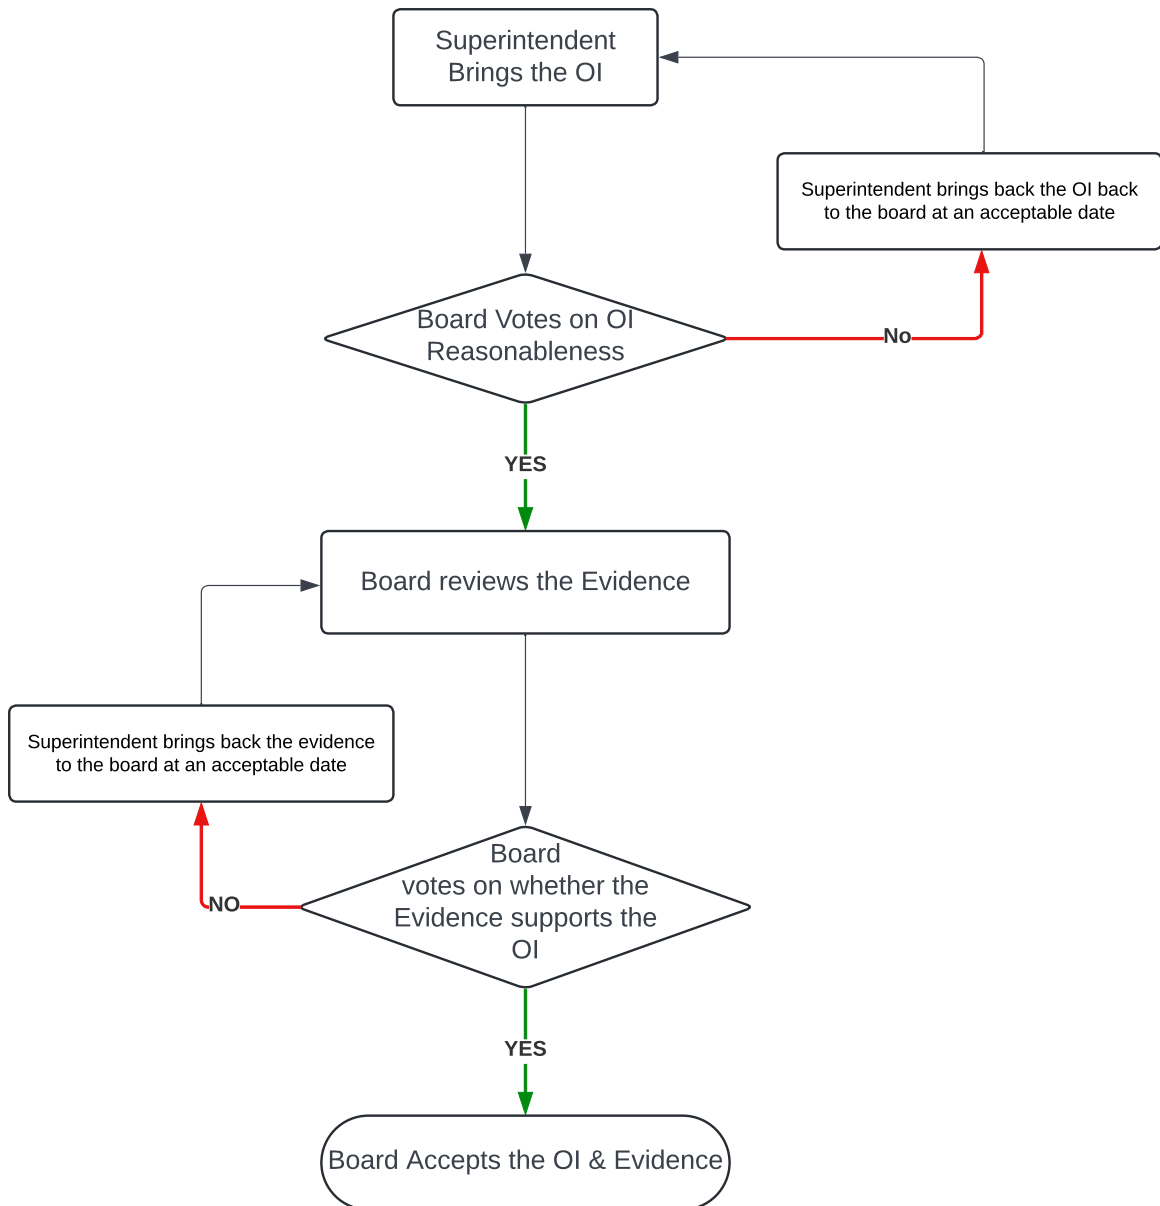 Superintendent
Brings the OI
Superintendent brings back the OI back
to the board at an acceptable date
Board Votes on OI
Reasonableness
No
YES
Board reviews the Evidence
Superintendent brings back the evidence
to the board at an acceptable date
Board
votes on whether the
Evidence supports the
OI
NO
YES
Board Accepts the OI & Evidence